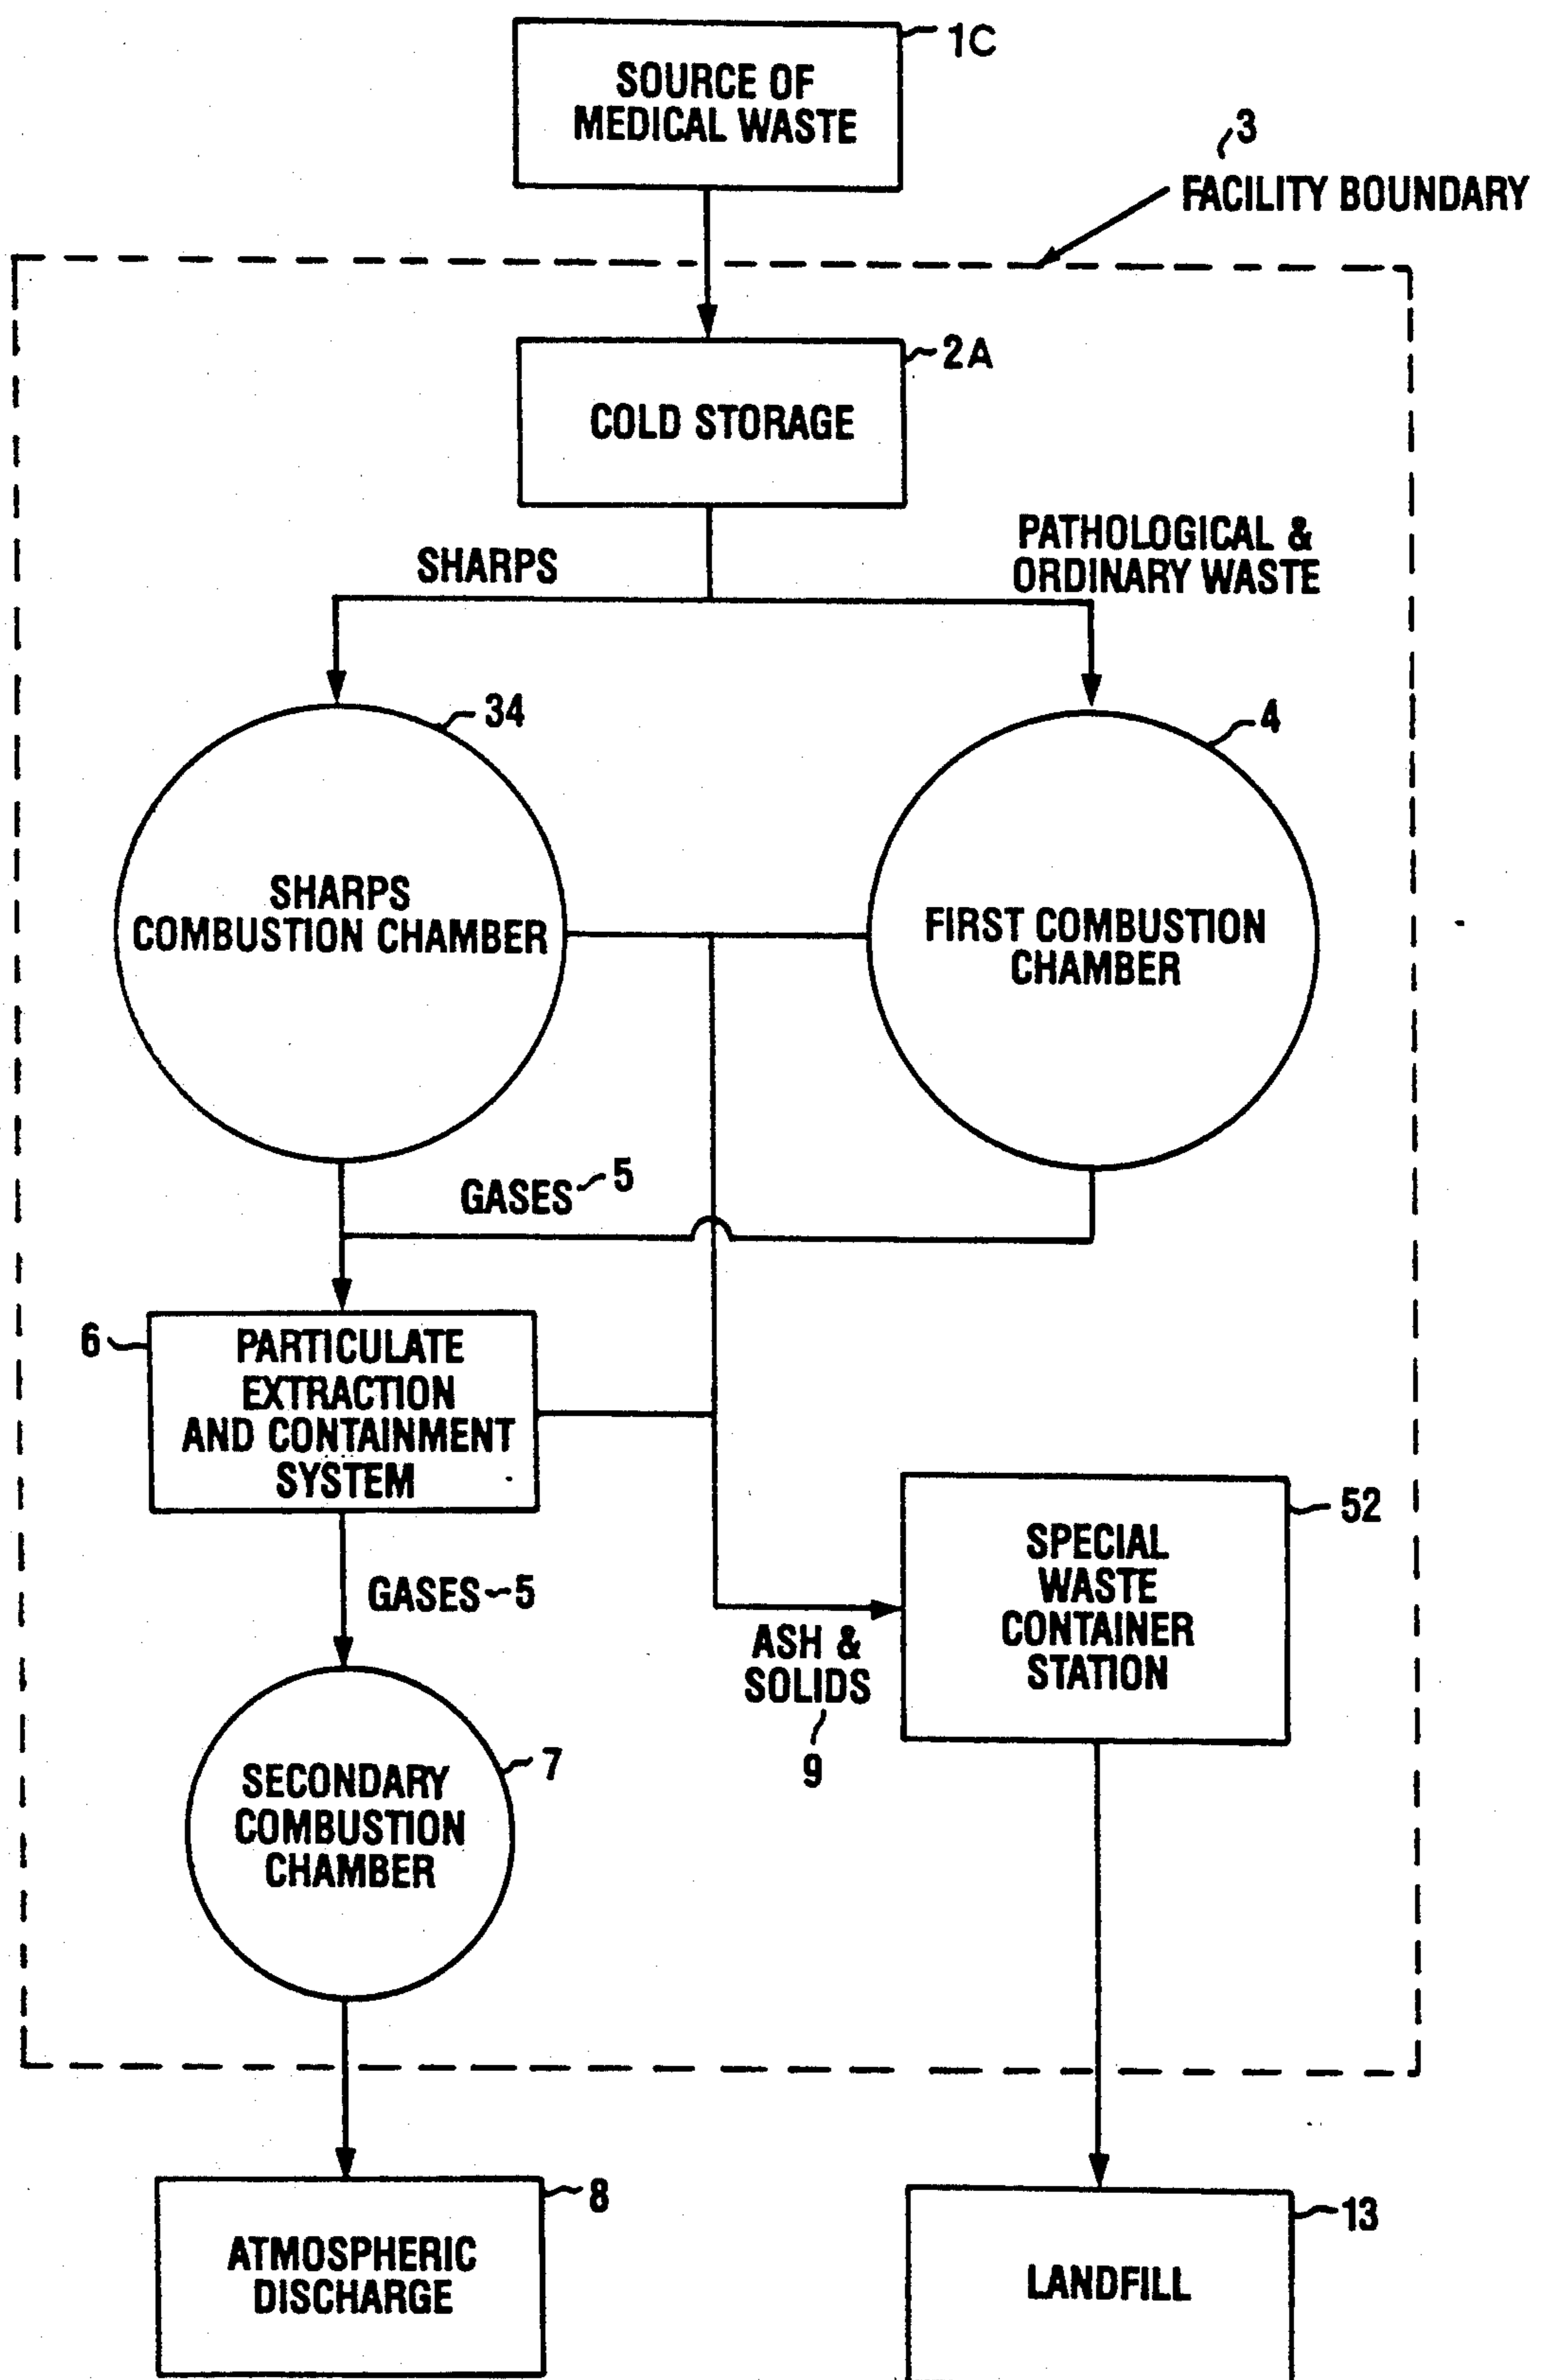 1C
SOURCE OF
MEDICAL WASTE
3
FACILITY BOUNDARY
2A
COLD STORAGE
SHARPS
PATHOLOGICAL &
ORDINARY WASTE
34
4
SHARPS
COMBUSTION CHAMBER
FIRST COMBUSTION
CHAMBER
GASES 5
6
PARTICULATE
EXTRACTION
AND CONTAINMENT
SYSTEM
52
SPECIAL
WASTE
CONTAINER
STATION
GASES 5
ASH &
SOLIDS
9
7
SECONDARY
COMBUSTION
CHAMBER
8
ATMOSPHERIC
DISCHARGE
13
LANDFILL